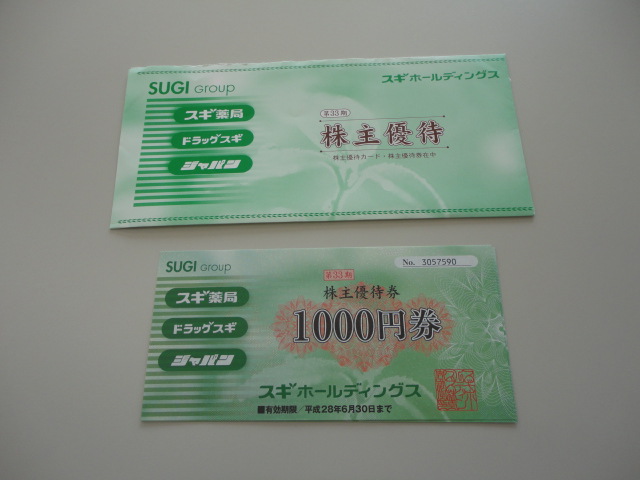 SUGI Group
スギ薬局
ドラッグスギ
ジャパン
スギホールディングス
第33期
株主優待
株主優待カード・株主優待券在中
SUGI Group
スギ薬局
ドラッグスギ
ジャパン
No. 3057590
第33期
株主優待券
1000円券
スギホールディングス
■有効期限／平成28年6月30日まで